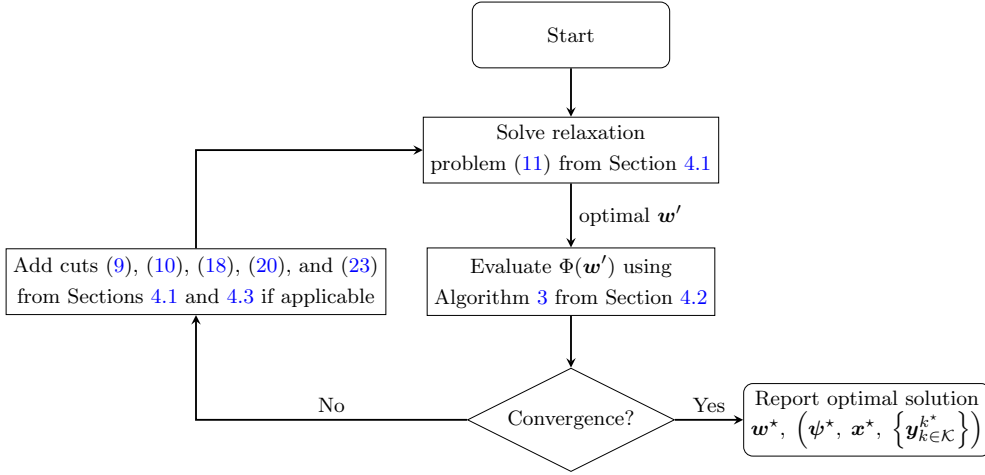 Start
Solve relaxation
problem (11) from Section 4.1
optimal w′
Add cuts (9), (10), (18), (20), and (23)
from Sections 4.1 and 4.3 if applicable
Evaluate Φ(w′) using
Algorithm 3 from Section 4.2
No
Convergence?
Yes
Report optimal solution
w⋆, (ψ⋆, x⋆, {y^{k⋆}_{k∈𝒦}})